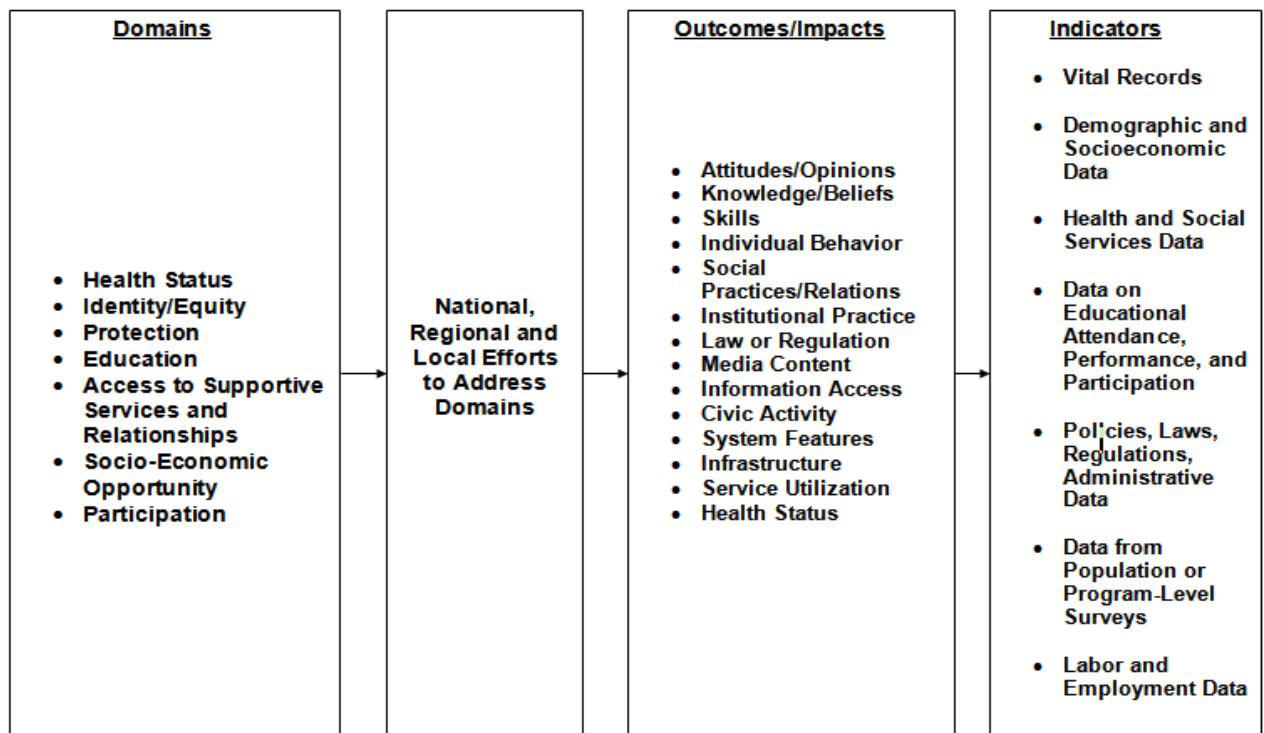 Domains
• Health Status
• Identity/Equity
• Protection
• Education
• Access to Supportive
Services and
Relationships
• Socio-Economic
Opportunity
• Participation
National,
Regional and
Local Efforts
to Address
Domains
Outcomes/Impacts
• Attitudes/Opinions
• Knowledge/Beliefs
• Skills
• Individual Behavior
• Social
Practices/Relations
• Institutional Practice
• Law or Regulation
• Media Content
• Information Access
• Civic Activity
• System Features
• Infrastructure
• Service Utilization
• Health Status
Indicators
• Vital Records
• Demographic and
Socioeconomic
Data
• Health and Social
Services Data
• Data on
Educational
Attendance,
Performance, and
Participation
• Policies, Laws,
Regulations,
Administrative
Data
• Data from
Population or
Program-Level
Surveys
• Labor and
Employment Data